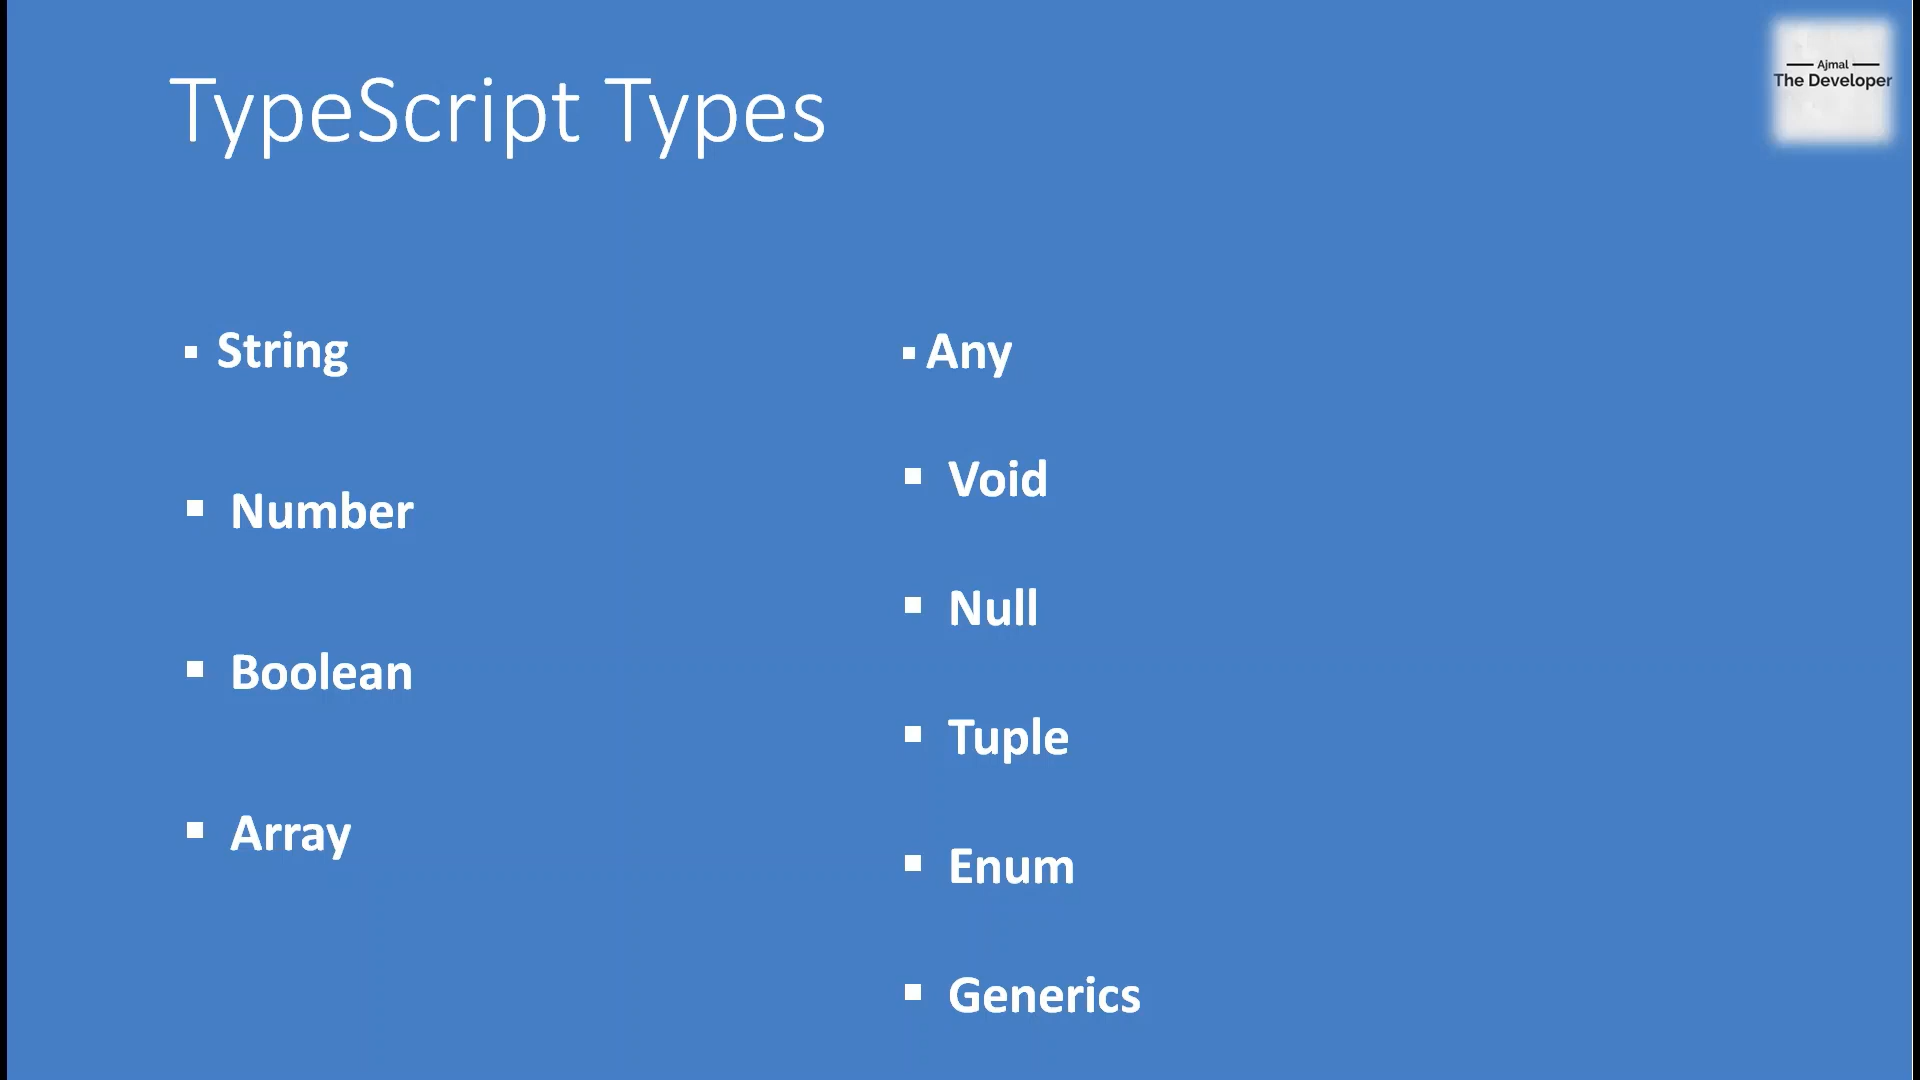 TypeScript Types
Ajmal
The Developer
▪ String
▪ Number
▪ Boolean
▪ Array
▪ Any
▪ Void
▪ Null
▪ Tuple
▪ Enum
▪ Generics